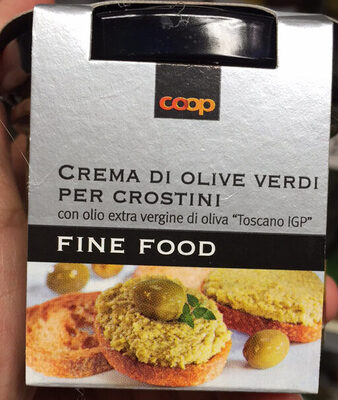 coop
CREMA DI OLIVE VERDI
PER CROSTINI
con olio extra vergine di oliva "Toscano IGP"
FINE FOOD